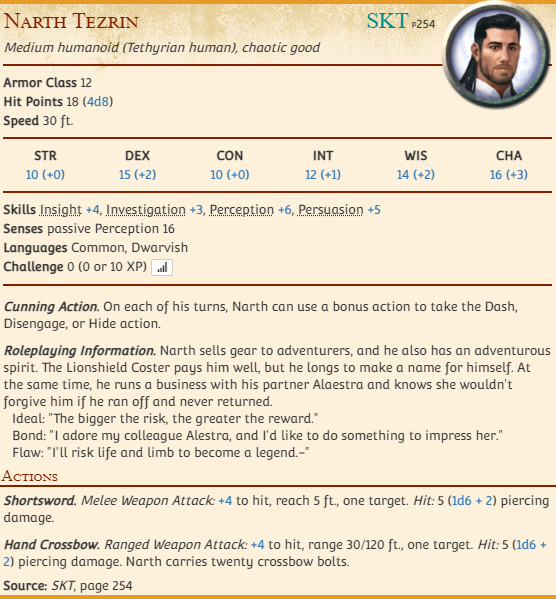 Narth Tezrin SKT p254
Medium humanoid (Tethyrian human), chaotic good
Armor Class 12
Hit Points 18 (4d8)
Speed 30 ft.
STR DEX CON INT WIS CHA
10 (+0) 15 (+2) 10 (+0) 12 (+1) 14 (+2) 16 (+3)
Skills Insight +4, Investigation +3, Perception +6, Persuasion +5
Senses passive Perception 16
Languages Common, Dwarvish
Challenge 0 (0 or 10 XP)
Cunning Action. On each of his turns, Narth can use a bonus action to take the Dash,
Disengage, or Hide action.
Roleplaying Information. Narth sells gear to adventurers, and he also has an adventurous
spirit. The Lionshield Coster pays him well, but he longs to make a name for himself. At
the same time, he runs a business with his partner Alaestra and knows she wouldn't
forgive him if he ran off and never returned.
Ideal: "The bigger the risk, the greater the reward."
Bond: "I adore my colleague Alestra, and I'd like to do something to impress her."
Flaw: "I'll risk life and limb to become a legend.–"
Actions
Shortsword. Melee Weapon Attack: +4 to hit, reach 5 ft., one target. Hit: 5 (1d6 + 2) piercing
damage.
Hand Crossbow. Ranged Weapon Attack: +4 to hit, range 30/120 ft., one target. Hit: 5 (1d6 +
2) piercing damage. Narth carries twenty crossbow bolts.
Source: SKT, page 254